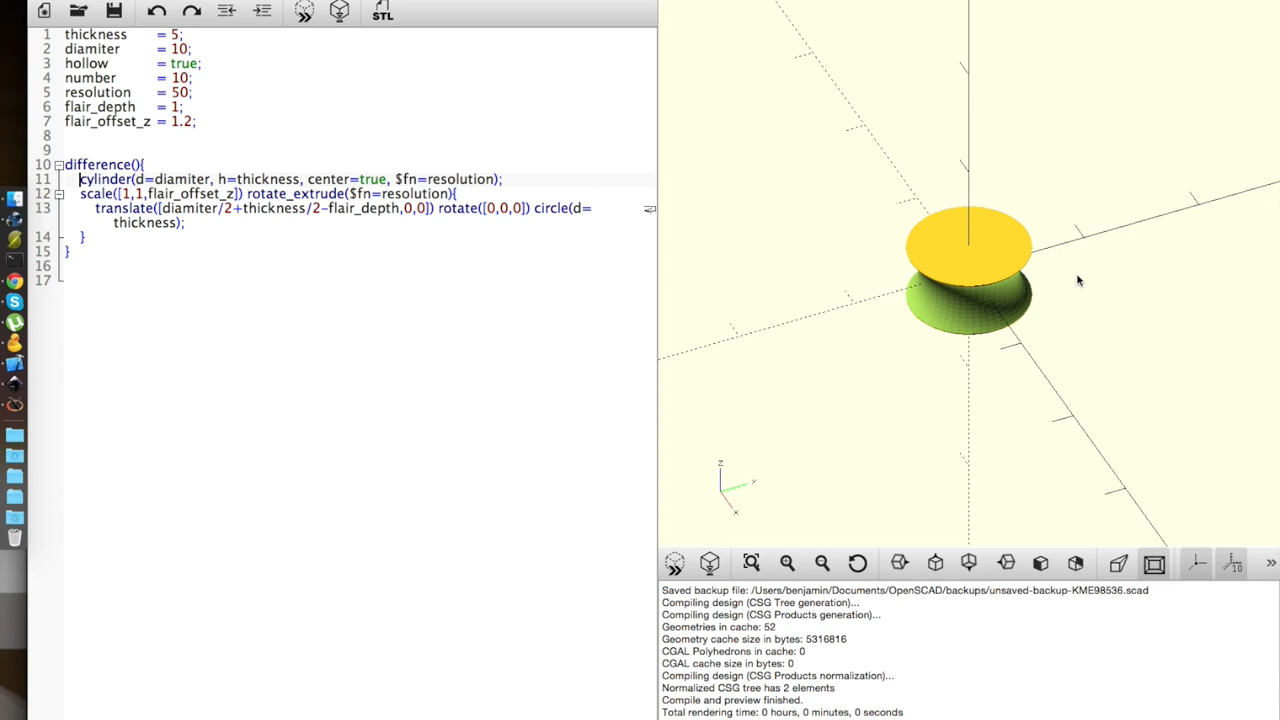 STL
1 thickness = 5;
2 diamiter = 10;
3 hollow = true;
4 number = 10;
5 resolution = 50;
6 flair_depth = 1;
7 flair_offset_z = 1.2;
8
9
10 difference(){
11 cylinder(d=diamiter, h=thickness, center=true, $fn=resolution);
12 scale([1,1,flair_offset_z]) rotate_extrude($fn=resolution){
13 translate([diamiter/2+thickness/2-flair_depth,0,0]) rotate([0,0,0]) circle(d=
thickness);
14 }
15 }
16
17
z
y
x
10
»
Saved backup file: /Users/benjamin/Documents/OpenSCAD/backups/unsaved-backup-KME98536.scad
Compiling design (CSG Tree generation)...
Compiling design (CSG Products generation)...
Geometries in cache: 52
Geometry cache size in bytes: 5316816
CGAL Polyhedrons in cache: 0
CGAL cache size in bytes: 0
Compiling design (CSG Products normalization)...
Normalized CSG tree has 2 elements
Compile and preview finished.
Total rendering time: 0 hours, 0 minutes, 0 seconds